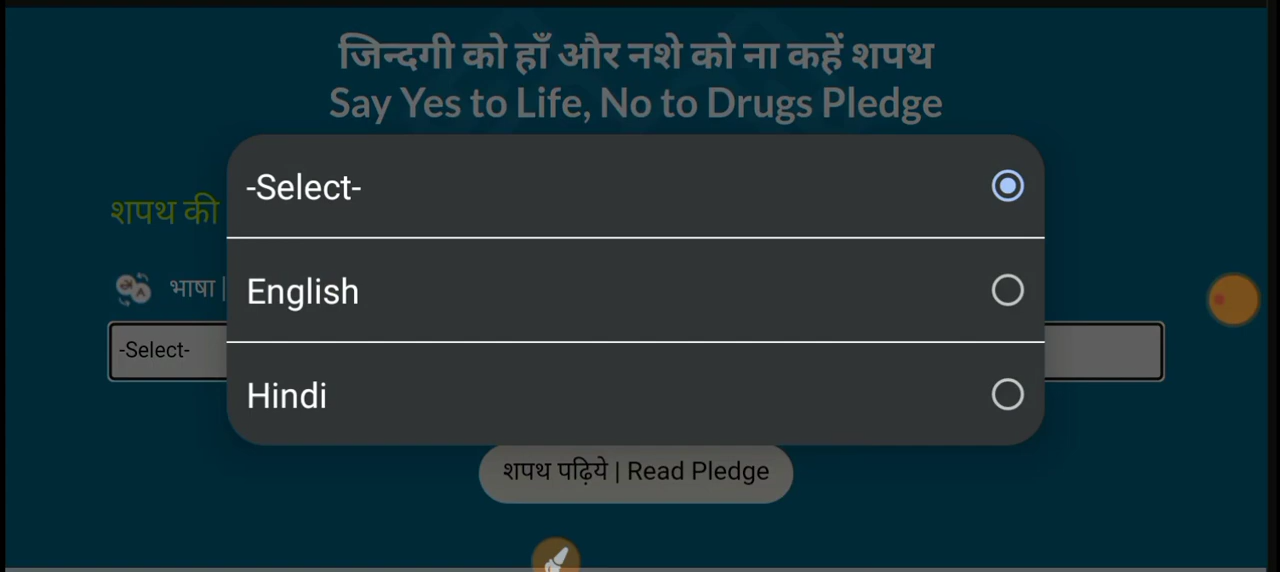 जिन्दगी को हाँ और नशे को ना कहें शपथ
Say Yes to Life, No to Drugs Pledge
-Select-
शपथ की
English
भाषा |
-Select-
Hindi
शपथ पढ़िये | Read Pledge